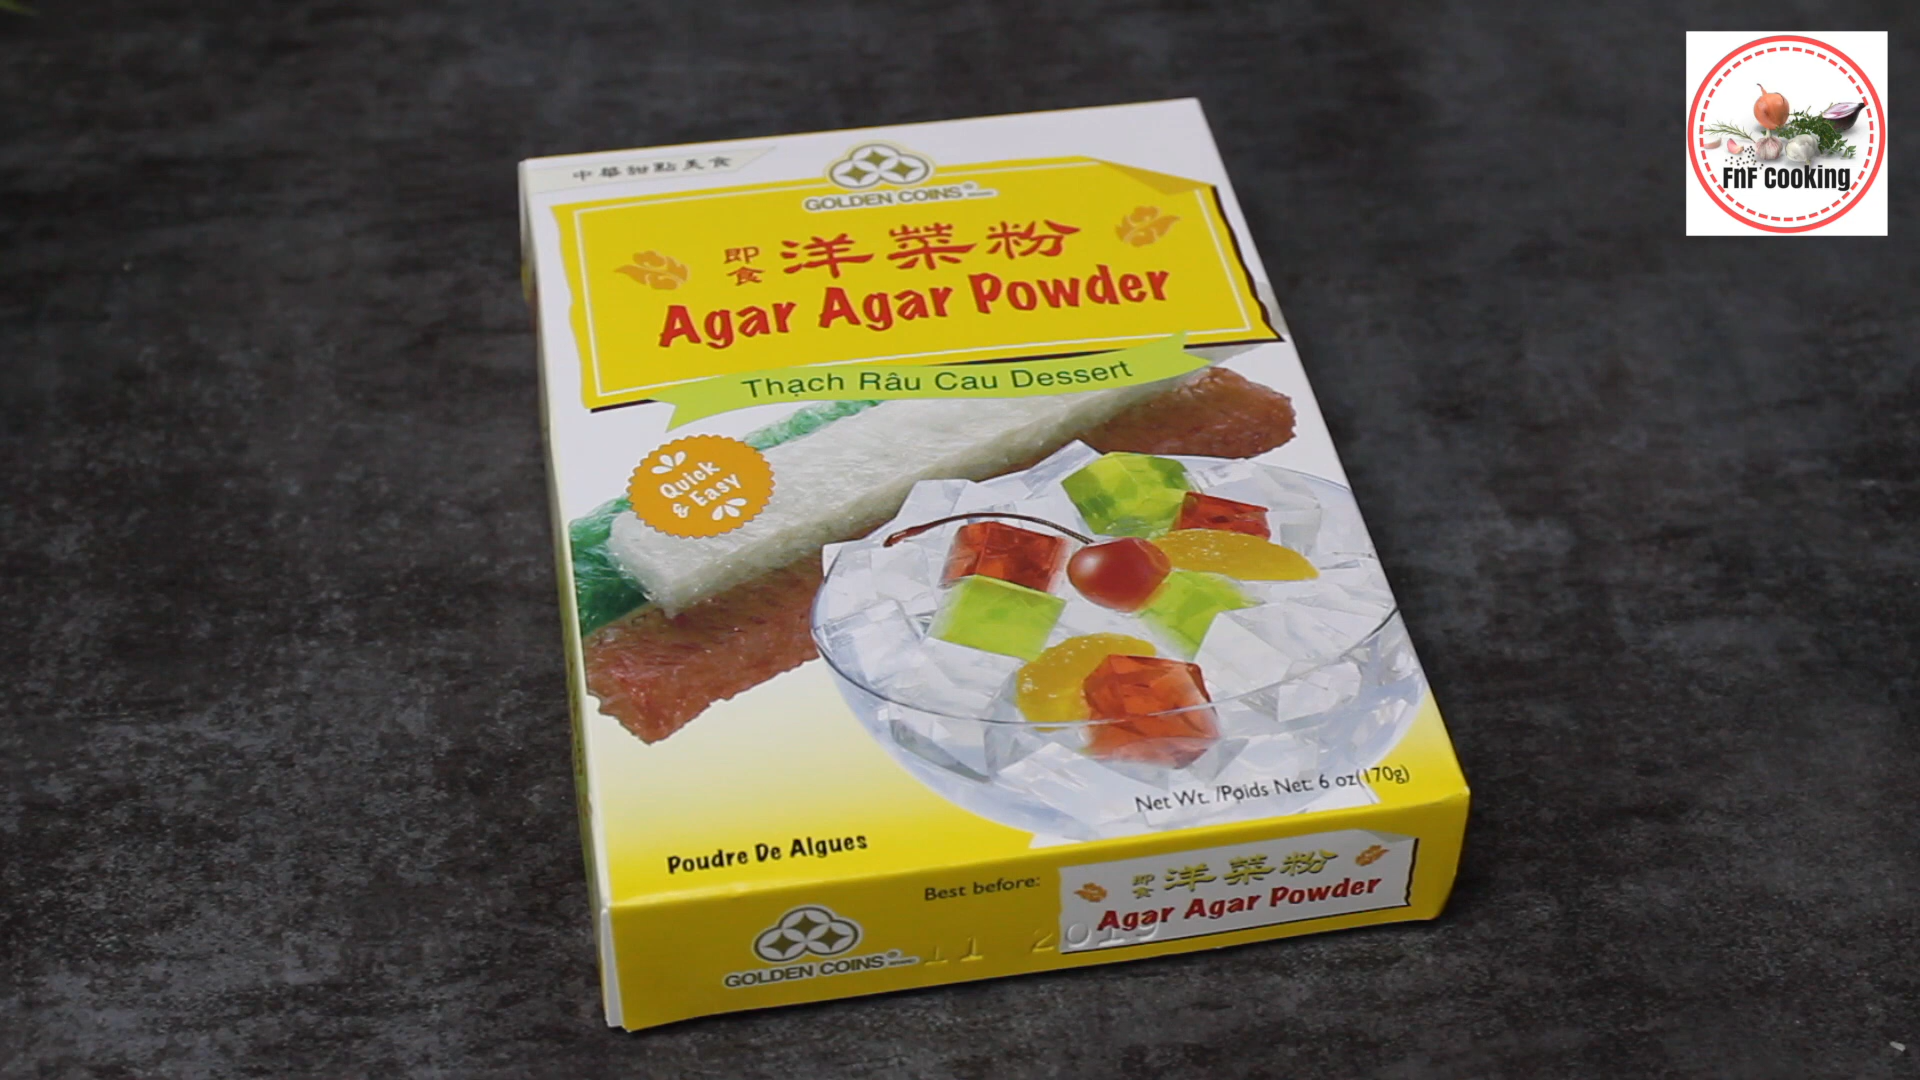 中華甜點美食
GOLDEN COINS®
即食 洋菜粉
Agar Agar Powder
Thạch Râu Cau Dessert
Quick
& Easy
Net Wt. /Poids Net: 6 oz(170g)
Poudre De Algues
Best before:
11 2019
即食 洋菜粉
Agar Agar Powder
GOLDEN COINS®
FnF Cooking